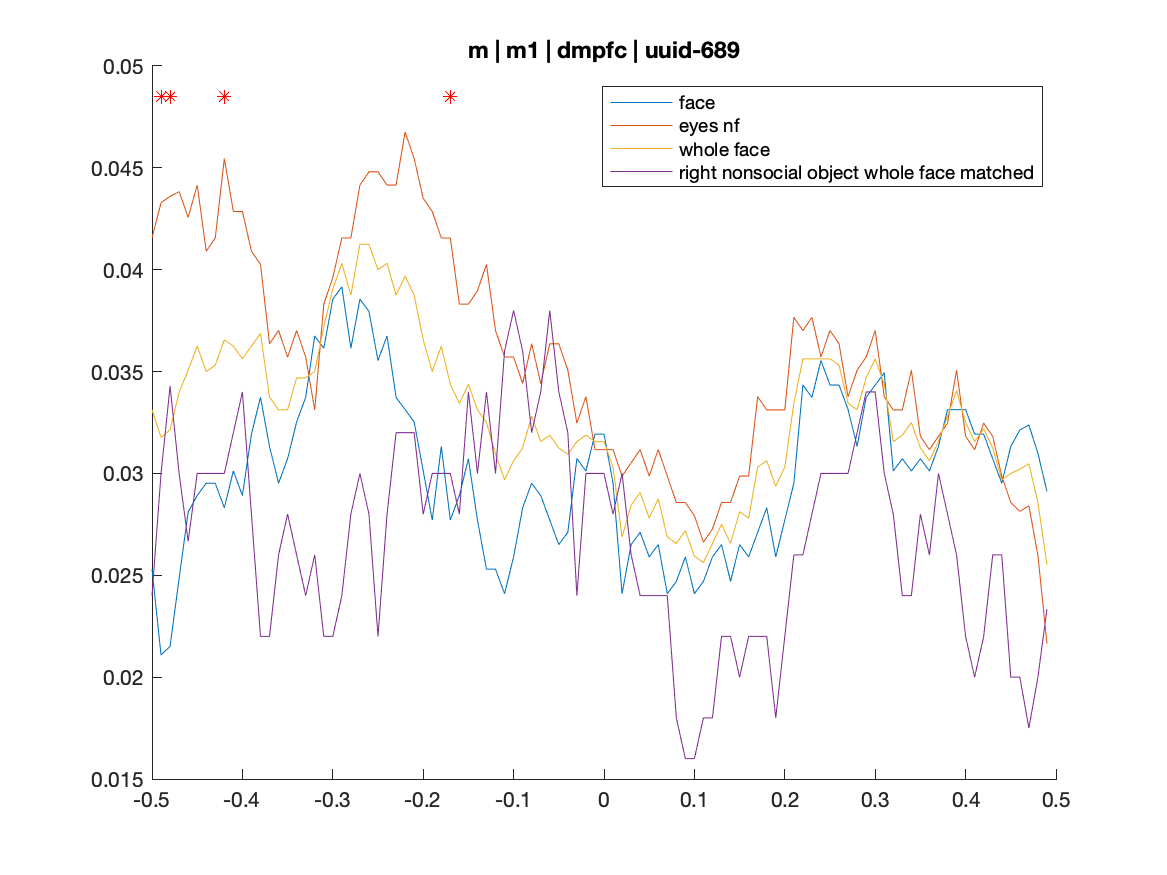 m | m1 | dmpfc | uuid-689
0.05
0.045
0.04
0.035
0.03
0.025
0.02
0.015
face
eyes nf
whole face
right nonsocial object whole face matched
-0.5 -0.4 -0.3 -0.2 -0.1 0 0.1 0.2 0.3 0.4 0.5